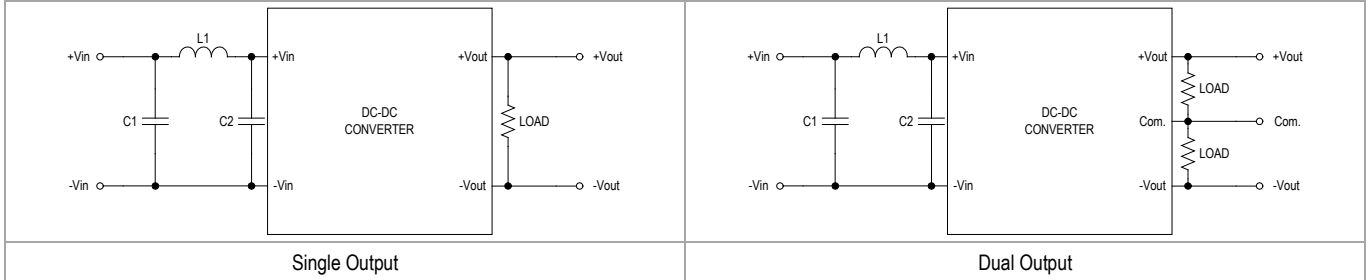 L1
+Vin +Vin +Vout +Vout
C1 C2 DC-DC CONVERTER LOAD
-Vin -Vin -Vout -Vout
Single Output
L1
+Vin +Vin +Vout +Vout
LOAD
C1 C2 DC-DC CONVERTER Com. Com.
LOAD
-Vin -Vin -Vout -Vout
Dual Output